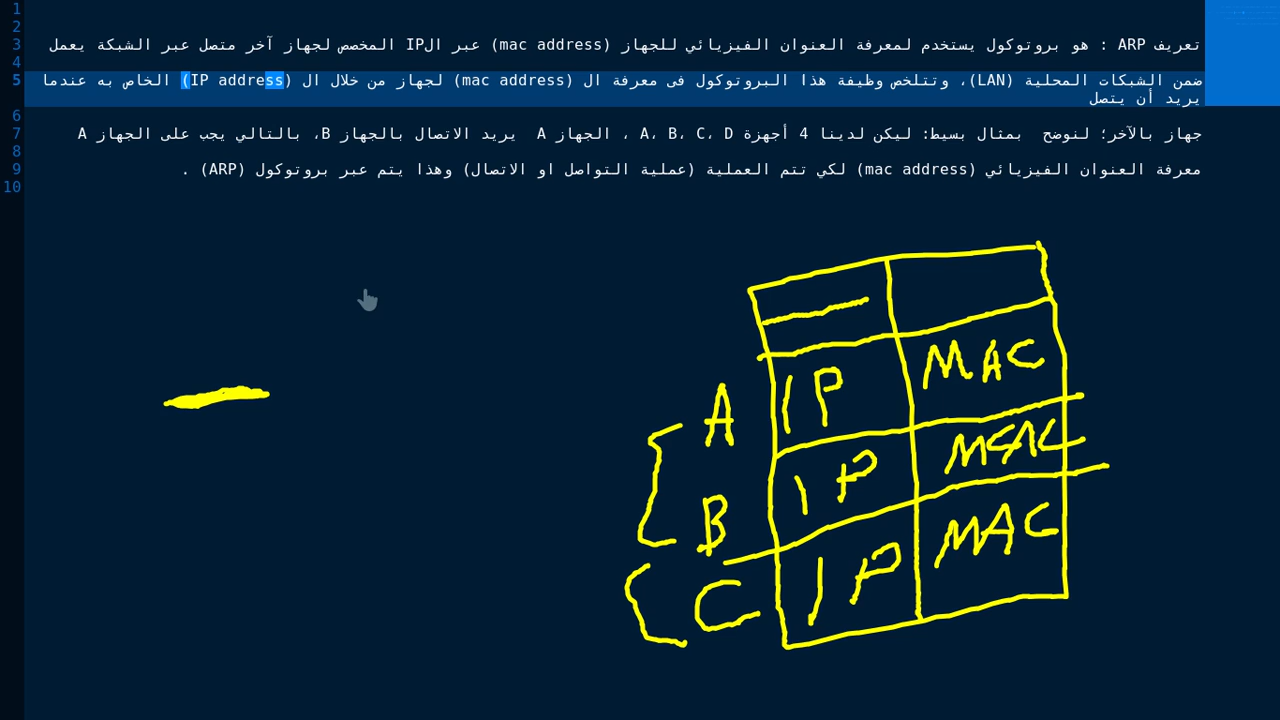 1
2
3 تعريف ARP : هو بروتوكول يستخدم لمعرفة العنوان الفيزيائي للجهاز (mac address) عبر الIP المخصص لجهاز آخر متصل عبر الشبكة يعمل
4
5 ضمن الشبكات المحلية (LAN)، وتتلخص وظيفة هذا البروتوكول فى معرفة ال (mac address) لجهاز من خلال ال (IP address) الخاص به عندما
يريد أن يتصل
6
7 جهاز بالآخر؛ لنوضح بمثال بسيط: ليكن لدينا 4 أجهزة A، B، C، D ، الجهاز A يريد الاتصال بالجهاز B، بالتالي يجب على الجهاز A
8
9 معرفة العنوان الفيزيائي (mac address) لكي تتم العملية (عملية التواصل او الاتصال) وهذا يتم عبر بروتوكول (ARP) .
10
A IP MAC
B IP
C IP MAC